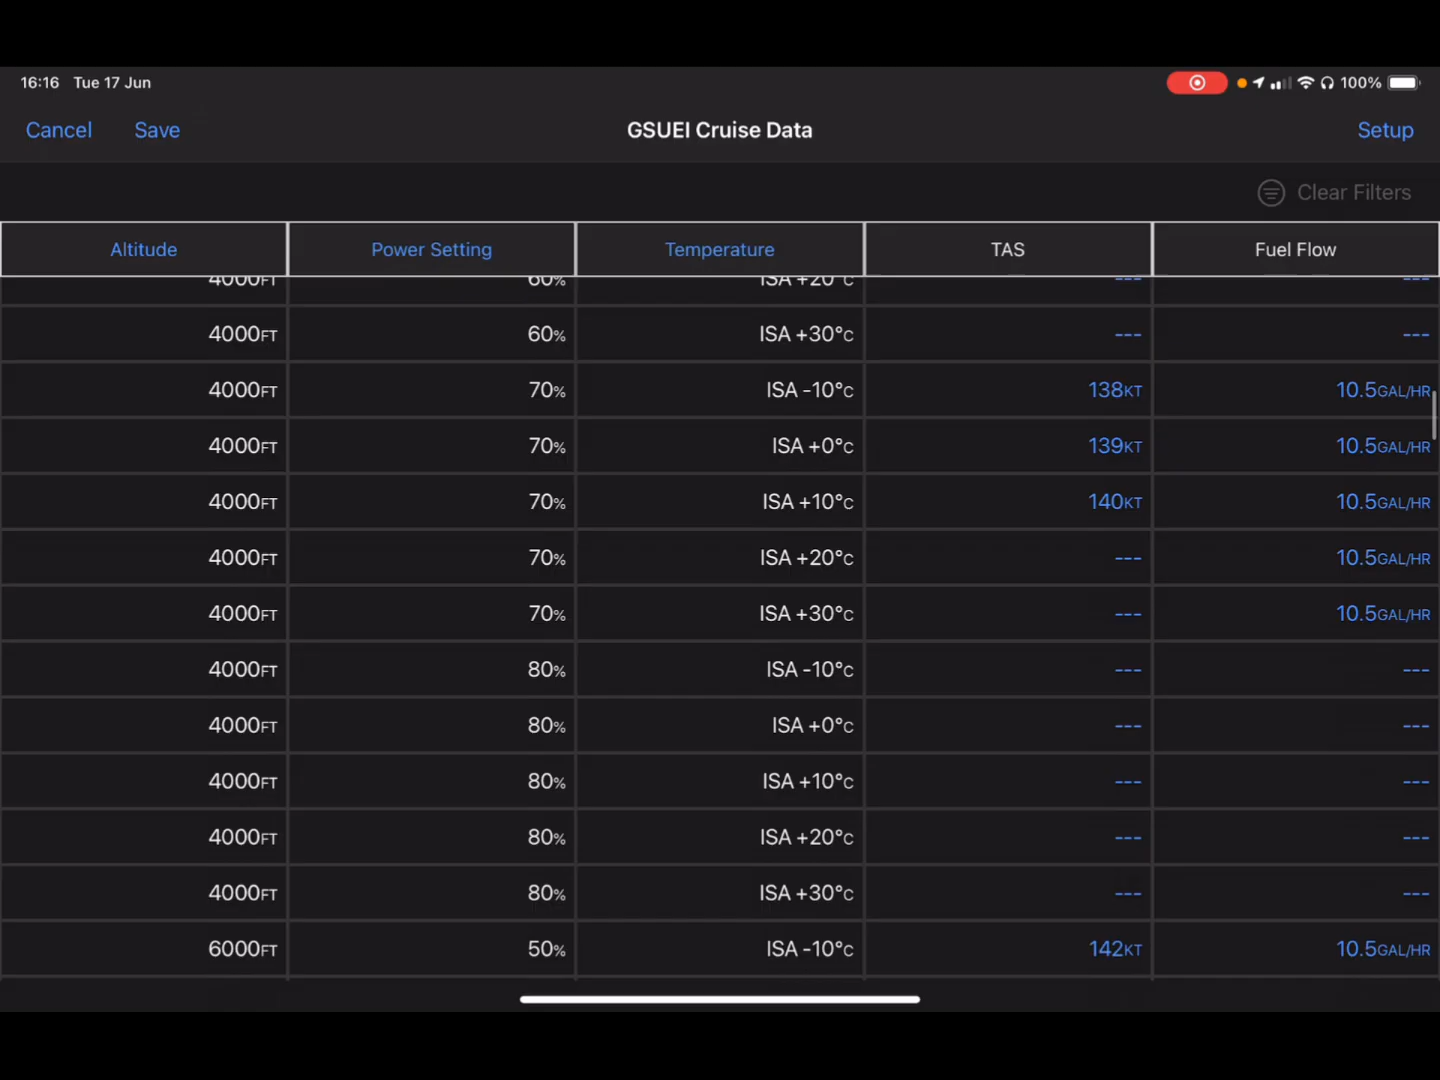 16:16 Tue 17 Jun 100%
Cancel Save GSUEI Cruise Data Setup
Clear Filters
Altitude Power Setting Temperature TAS Fuel Flow
4000FT 60% ISA +20°C --- ---
4000FT 60% ISA +30°C --- ---
4000FT 70% ISA -10°C 138KT 10.5GAL/HR
4000FT 70% ISA +0°C 139KT 10.5GAL/HR
4000FT 70% ISA +10°C 140KT 10.5GAL/HR
4000FT 70% ISA +20°C --- 10.5GAL/HR
4000FT 70% ISA +30°C --- 10.5GAL/HR
4000FT 80% ISA -10°C --- ---
4000FT 80% ISA +0°C --- ---
4000FT 80% ISA +10°C --- ---
4000FT 80% ISA +20°C --- ---
4000FT 80% ISA +30°C --- ---
6000FT 50% ISA -10°C 142KT 10.5GAL/HR